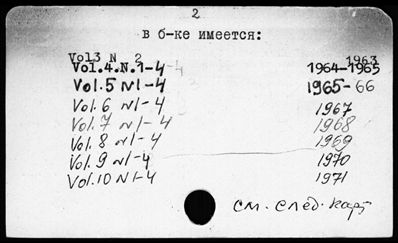 2
в б-ке имеется:
Vol3 N 2 1963
Vol.4.N.1-4 1964-1965
Vol.5 N1-4 1965-66
Vol.6 N1-4 1967
Vol.7 N1-4 1968
Vol.8 N1-4 1969
Vol.9 N1-4 1970
Vol.10 N1-4 1971
см. след. карт